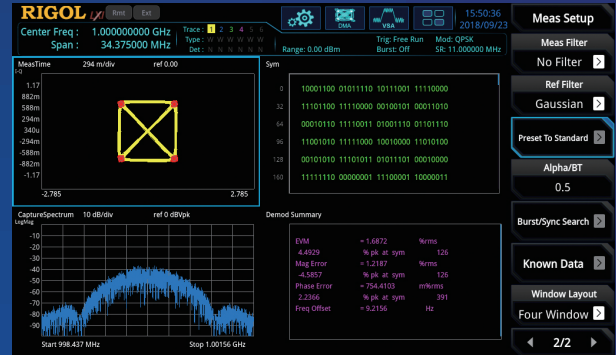 RIGOL LXI Rmt Ext
DMA VSA
15:50:36
2018/09/23
Center Freq : 1.000000000 GHz
Span : 34.375000 MHz
Trace : 1 2 3 4 5 6
Type : W W W W W W
Det : N N N N N N
Range: 0.00 dBm
Trig: Free Run Mod: QPSK
Burst: Off SR: 11.000000 MHz
MeasTime 294 m/div ref 0.00
I-Q
1.17
882m
588m
294m
340u
-294m
-588m
-882m
-1.17
-2.785 2.785
Sym
0 10001100 01011110 10111001 11110000
32 11101100 11110000 00100101 00011010
64 00010110 11110011 01001110 01101110
96 11001010 11111000 10010000 11010100
128 00101010 11101011 01011101 00010000
160 11111110 00000001 11100001 10000011
CaptureSpectrum 10 dB/div ref 0 dBVpk
LogMag
-10
-20
-30
-40
-50
-60
-70
-80
-90
Start 998.437 MHz Stop 1.00156 GHz
Demod Summary
EVM = 1.6872 %rms
4.4929 % pk at sym 126
Mag Error = 1.2187 %rms
-4.5857 % pk at sym 126
Phase Error = 754.4103 m%rms
2.2366 % pk at sym 391
Freq Offset = 9.2156 Hz
Meas Setup
Meas Filter
No Filter
Ref Filter
Gaussian
Preset To Standard
Alpha/BT
0.5
Burst/Sync Search
Known Data
Window Layout
Four Window
2/2